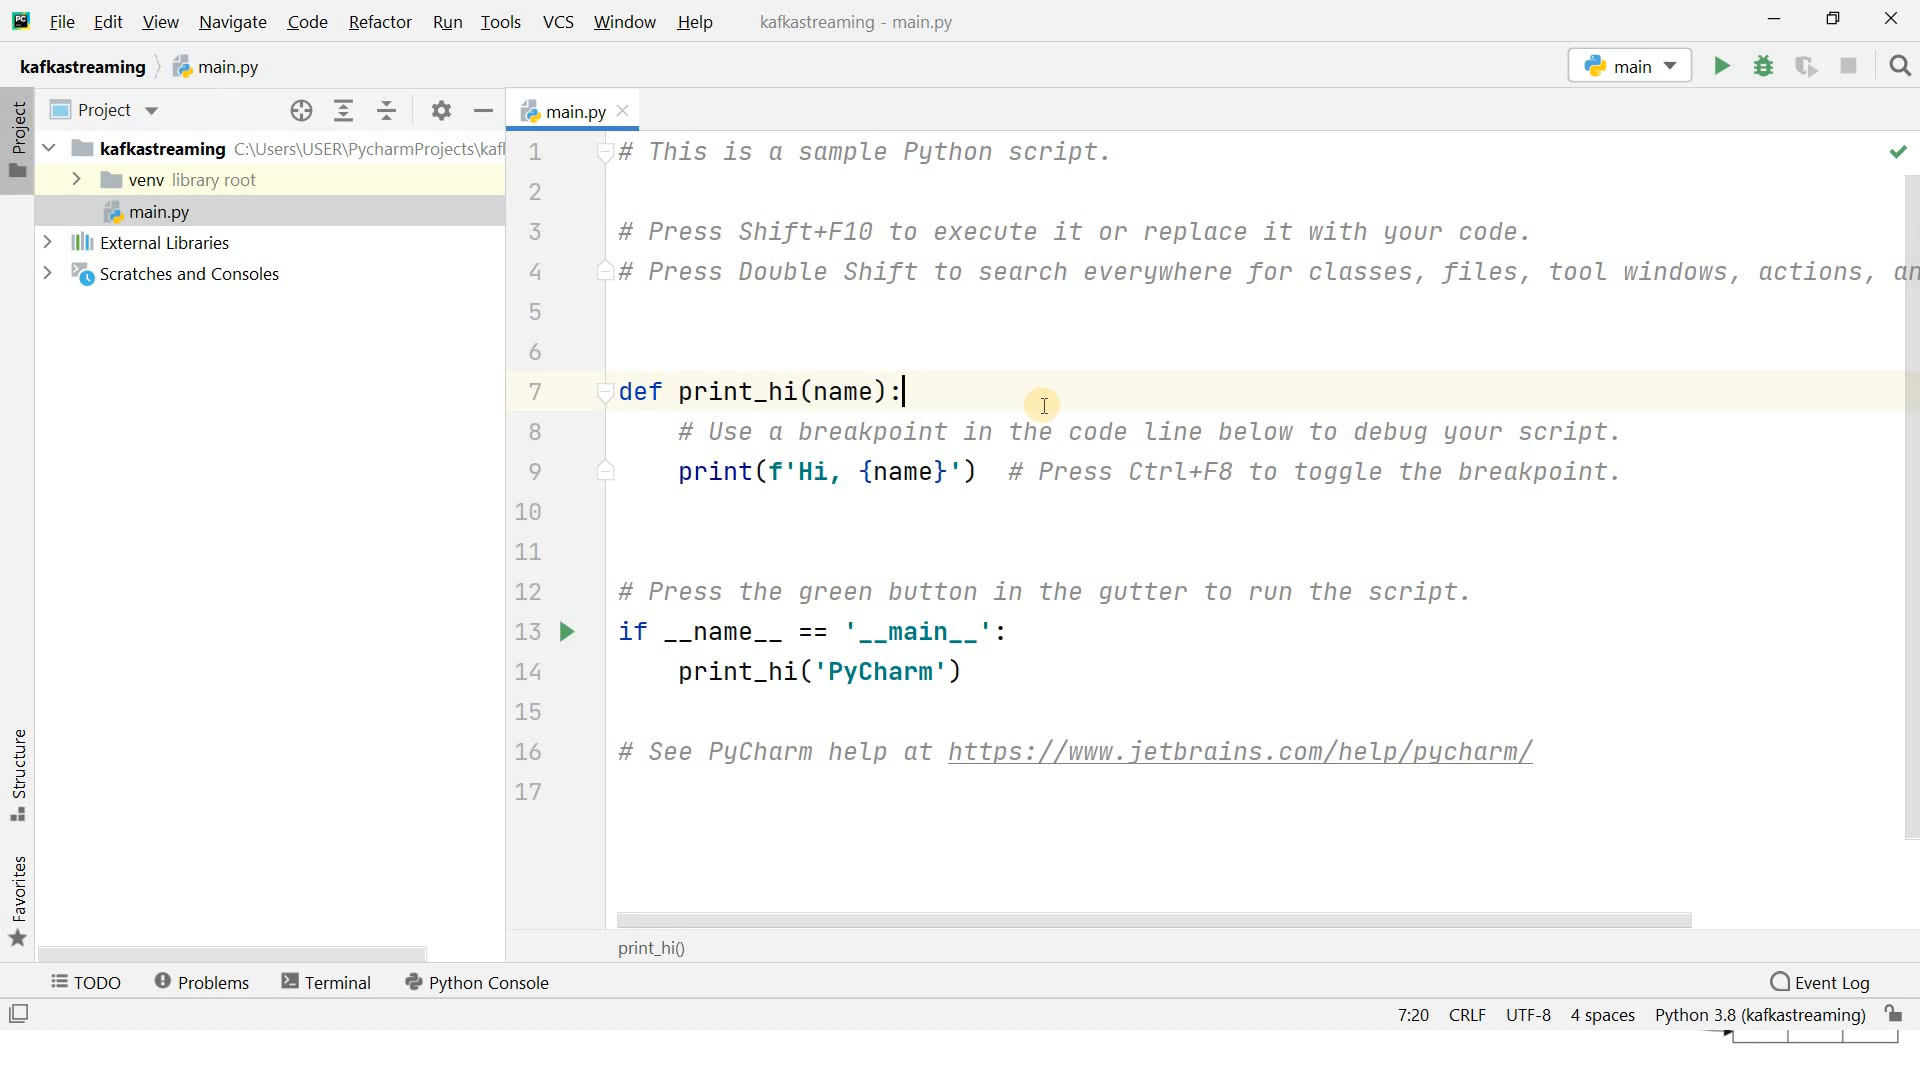 File Edit View Navigate Code Refactor Run Tools VCS Window Help kafkastreaming - main.py
kafkastreaming main.py main
Project
Project
main.py
kafkastreaming C:\Users\USER\PycharmProjects\kaf
venv library root
main.py
External Libraries
Scratches and Consoles
1 # This is a sample Python script.
2
3 # Press Shift+F10 to execute it or replace it with your code.
4 # Press Double Shift to search everywhere for classes, files, tool windows, actions, an
5
6
7 def print_hi(name):
8 # Use a breakpoint in the code line below to debug your script.
9 print(f'Hi, {name}') # Press Ctrl+F8 to toggle the breakpoint.
10
11
12 # Press the green button in the gutter to run the script.
13 if __name__ == '__main__':
14 print_hi('PyCharm')
15
16 # See PyCharm help at https://www.jetbrains.com/help/pycharm/
17
Structure
Favorites
print_hi()
TODO Problems Terminal Python Console Event Log
7:20 CRLF UTF-8 4 spaces Python 3.8 (kafkastreaming)